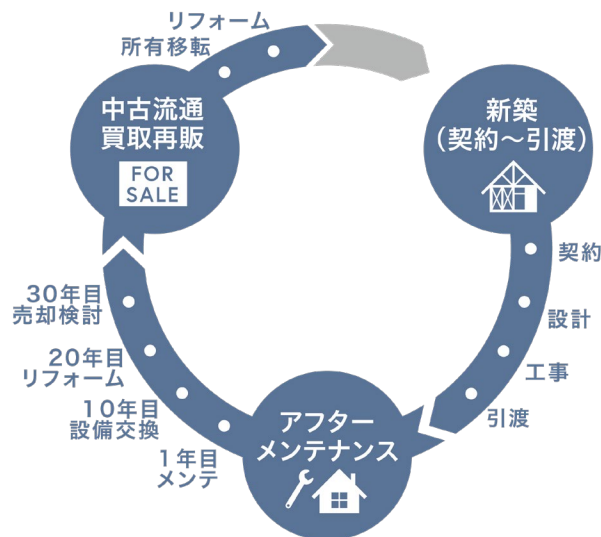 リフォーム
所有移転
中古流通
買取再販
FOR
SALE
新築
（契約〜引渡）
契約
設計
工事
引渡
アフター
メンテナンス
1年目
メンテ
10年目
設備交換
20年目
リフォーム
30年目
売却検討